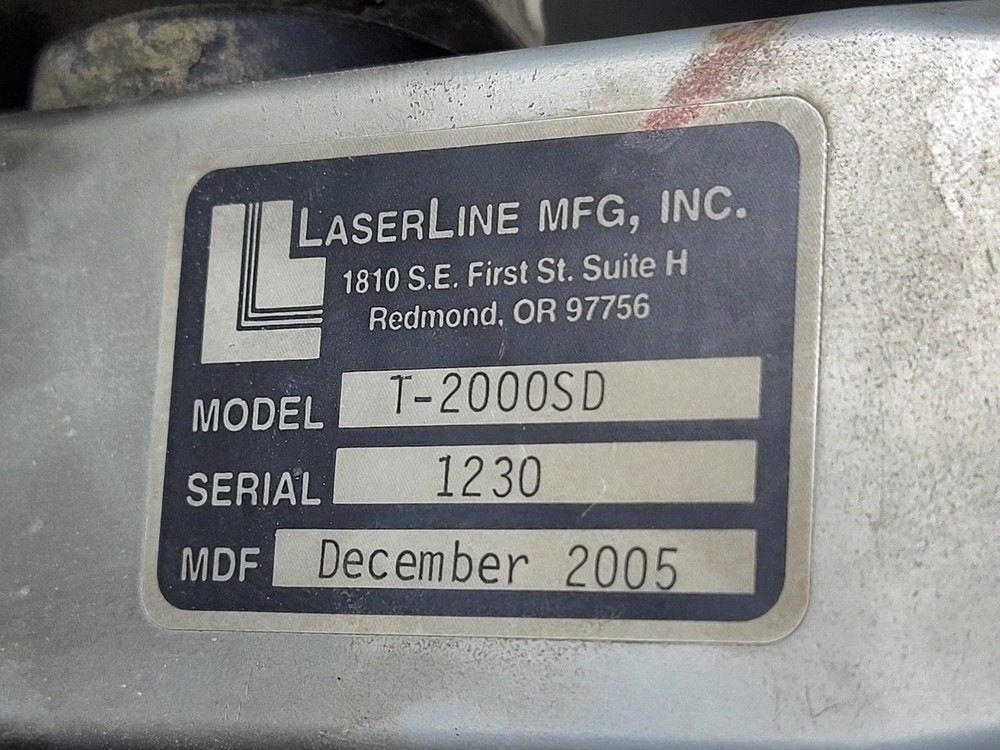 LASERLINE MFG, INC.
1810 S.E. First St. Suite H
Redmond, OR 97756
MODEL T-2000SD
SERIAL 1230
MDF December 2005